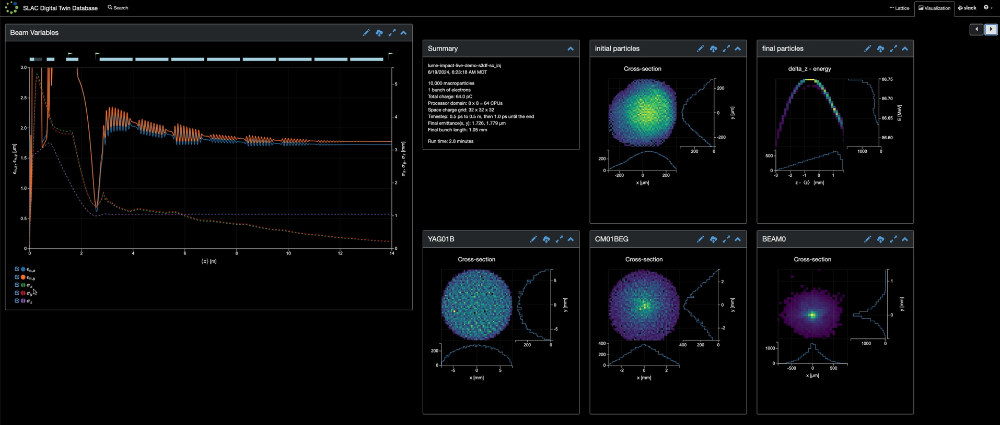 SLAC Digital Twin Database
Search
Lattice
Visualization
slack
Beam Variables
3.0
2.5
2.0
1.5
1.0
0.5
0
ϵn,x, ϵn,y [µm]
5
4
3
2
1
0
σx, σy, σz [mm]
0 2 4 6 8 10 12 14
⟨z⟩ [m]
ϵn,x
ϵn,y
σx
σy
σz
Summary
lume-impact-live-demo-s3df-sc_inj
6/19/2024, 6:23:18 AM MDT
10,000 macroparticles
1 bunch of electrons
Total charge: 64.0 pC
Processor domain: 8 x 8 = 64 CPUs
Space charge grid: 32 x 32 x 32
Timestep: 0.5 ps to 0.5 m, then 1.0 ps until the end
Final emittance(x, y): 1.726, 1.779 µm
Final bunch length: 1.05 mm
Run time: 2.8 minutes
initial particles
Cross-section
200
0
-200
y [µm]
200 0
200
0
-200 0 200
x [µm]
final particles
delta_z - energy
86.75
86.70
86.65
86.60
E [MeV]
1000 0
500
0
-3 -2 -1 0 1
z - ⟨z⟩ [mm]
YAG01B
Cross-section
5
0
-5
y [mm]
200 0
200
0
-5 0 5
x [mm]
CM01BEG
Cross-section
2
0
-2
y [mm]
400 200 0
400
200
0
-2 0 2
x [mm]
BEAM0
Cross-section
1
0
y [mm]
1000 0
1000
0
-500 0 500
x [µm]